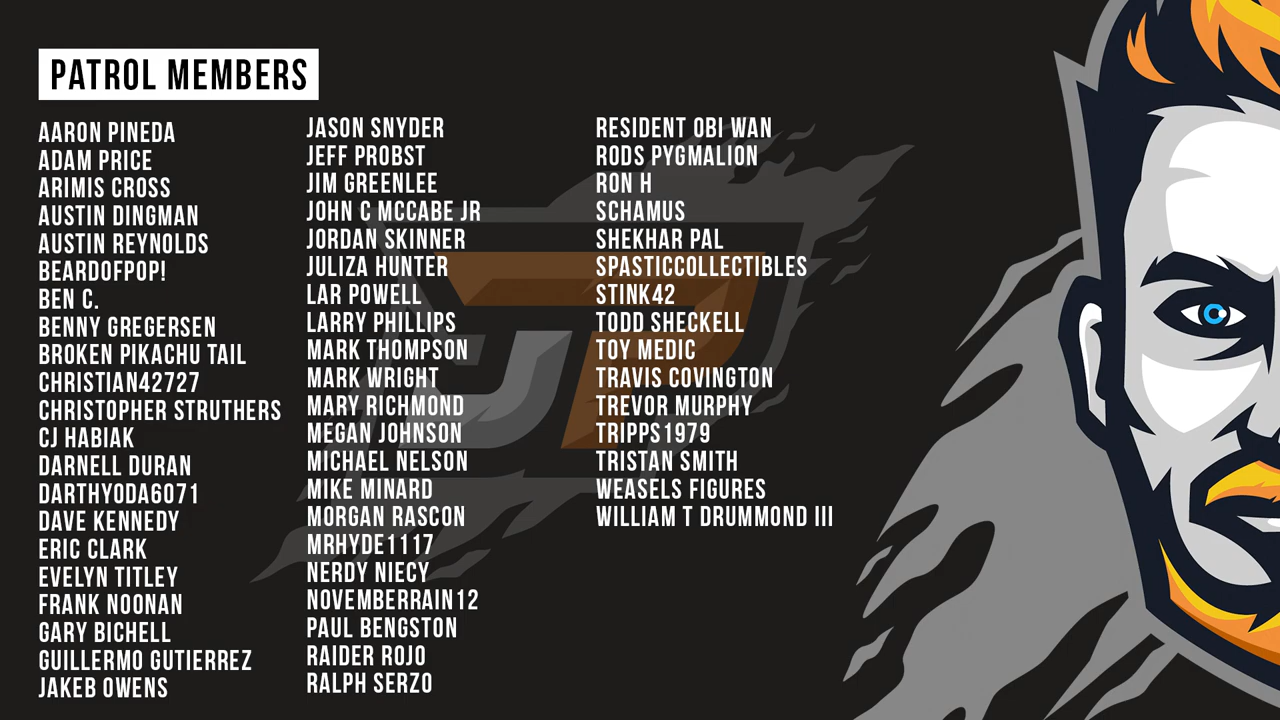 PATROL MEMBERS
AARON PINEDA
ADAM PRICE
ARIMIS CROSS
AUSTIN DINGMAN
AUSTIN REYNOLDS
BEARDOFPOP!
BEN C.
BENNY GREGERSEN
BROKEN PIKACHU TAIL
CHRISTIAN42727
CHRISTOPHER STRUTHERS
CJ HABIAK
DARNELL DURAN
DARTHYODA6071
DAVE KENNEDY
ERIC CLARK
EVELYN TITLEY
FRANK NOONAN
GARY BICHELL
GUILLERMO GUTIERREZ
JAKEB OWENS
JASON SNYDER
JEFF PROBST
JIM GREENLEE
JOHN C MCCABE JR
JORDAN SKINNER
JULIZA HUNTER
LAR POWELL
LARRY PHILLIPS
MARK THOMPSON
MARK WRIGHT
MARY RICHMOND
MEGAN JOHNSON
MICHAEL NELSON
MIKE MINARD
MORGAN RASCON
MRHYDE1117
NERDY NIECY
NOVEMBERRAIN12
PAUL BENGSTON
RAIDER ROJO
RALPH SERZO
RESIDENT OBI WAN
RODS PYGMALION
RON H
SCHAMUS
SHEKHAR PAL
SPASTICCOLLECTIBLES
STINK42
TODD SHECKELL
TOY MEDIC
TRAVIS COVINGTON
TREVOR MURPHY
TRIPPS1979
TRISTAN SMITH
WEASELS FIGURES
WILLIAM T DRUMMOND III
JP